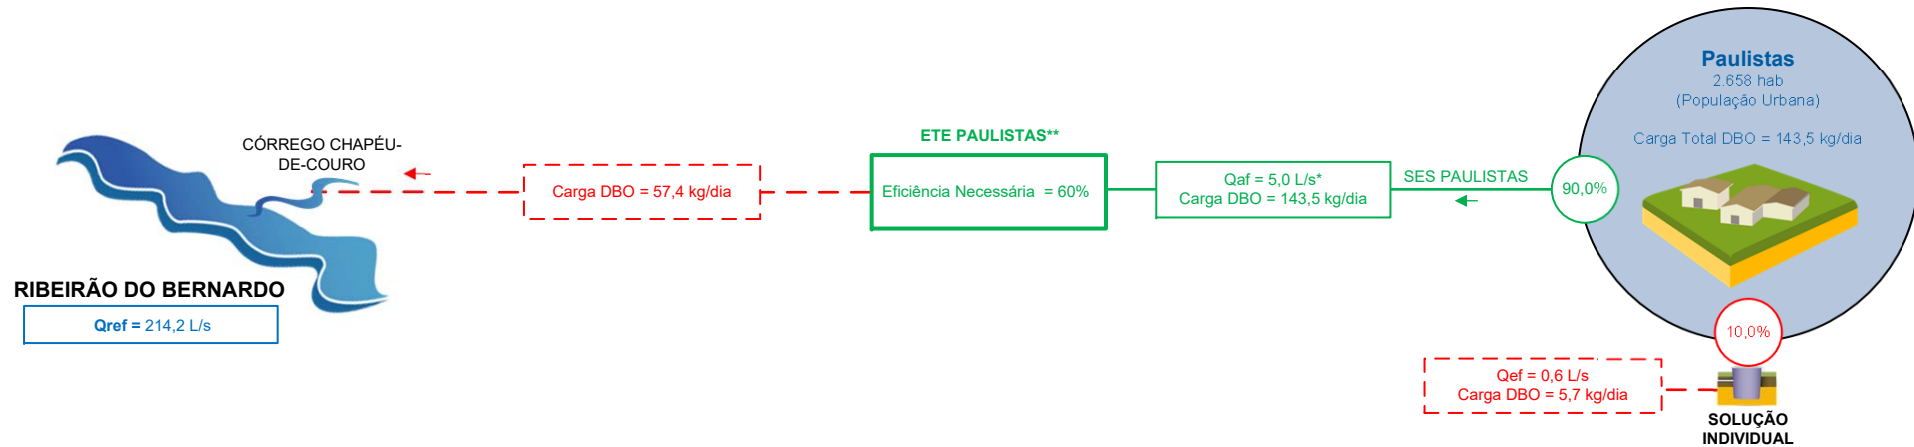 CÓRREGO CHAPÉU-
DE-COURO
RIBEIRÃO DO BERNARDO
Qref = 214,2 L/s
Carga DBO = 57,4 kg/dia
ETE PAULISTAS**
Eficiência Necessária = 60%
Qaf = 5,0 L/s*
Carga DBO = 143,5 kg/dia
SES PAULISTAS
90,0%
Paulistas
2.658 hab
(População Urbana)
Carga Total DBO = 143,5 kg/dia
10,0%
Qef = 0,6 L/s
Carga DBO = 5,7 kg/dia
SOLUÇÃO
INDIVIDUAL